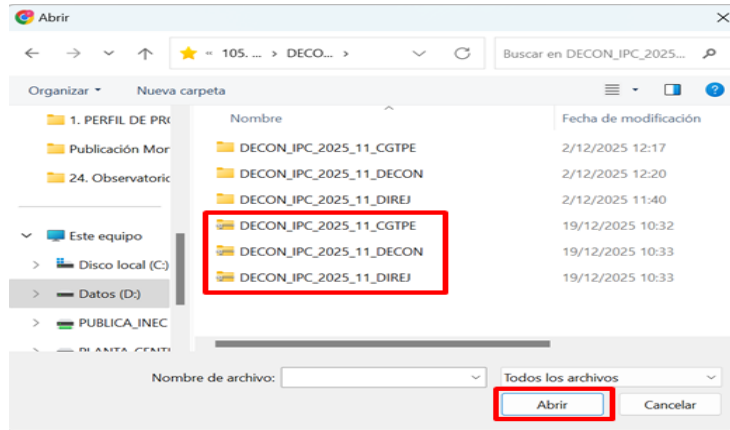 Abrir
105. ... > DECO... >
Buscar en DECON_IPC_2025...
Organizar
Nueva carpeta
Nombre
Fecha de modificación
1. PERFIL DE PR
Publicación Mor
24. Observatoric
Este equipo
Disco local (C:)
Datos (D:)
PUBLICA_INEC
DECON_IPC_2025_11_CGTPE 2/12/2025 12:17
DECON_IPC_2025_11_DECON 2/12/2025 12:20
DECON_IPC_2025_11_DIREJ 2/12/2025 11:40
DECON_IPC_2025_11_CGTPE 19/12/2025 10:32
DECON_IPC_2025_11_DECON 19/12/2025 10:33
DECON_IPC_2025_11_DIREJ 19/12/2025 10:33
Nombre de archivo:
Todos los archivos
Abrir
Cancelar